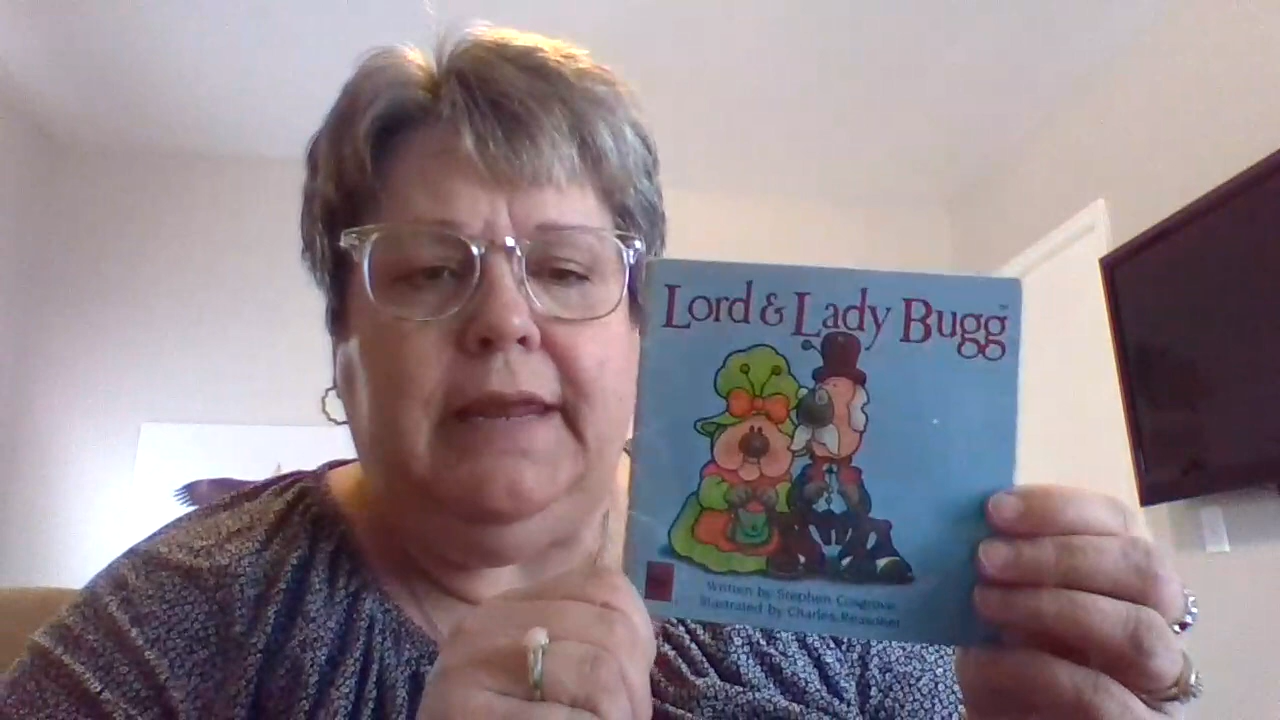 Lord & Lady Bugg
Written by Stephen Cosgrove
Illustrated by Charles Reasoner